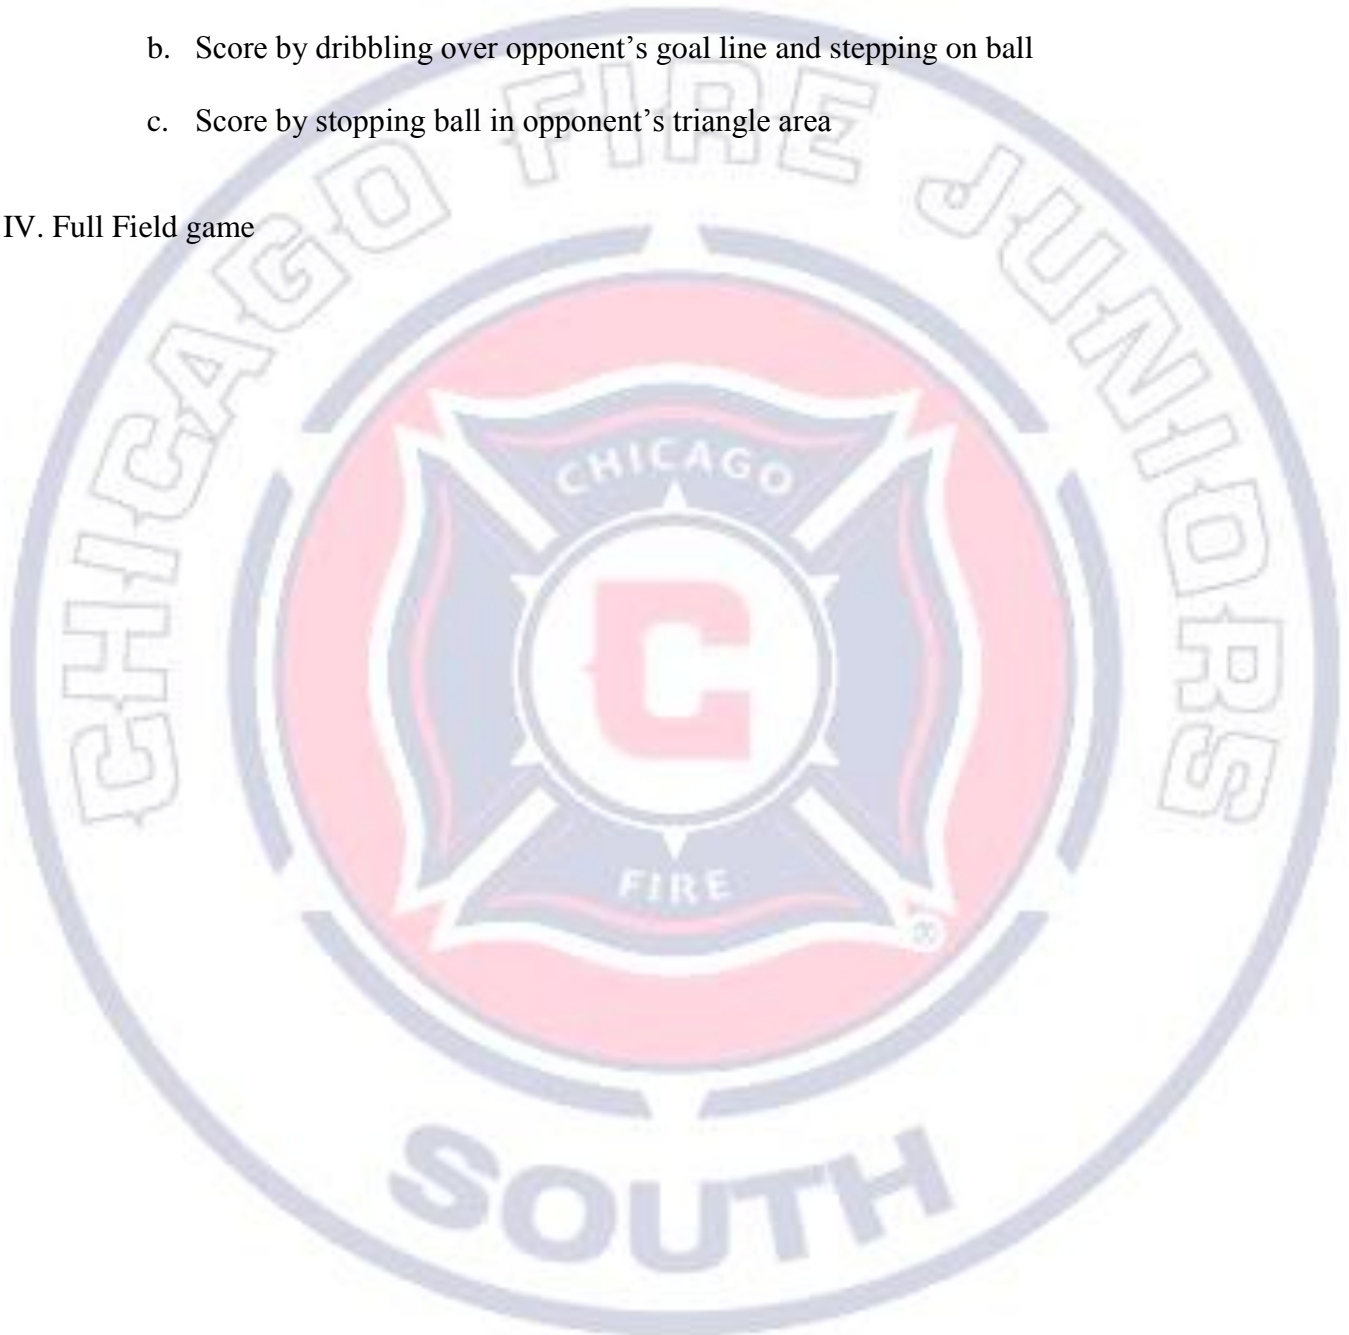 b. Score by dribbling over opponent’s goal line and stepping on ball
c. Score by stopping ball in opponent’s triangle area
IV. Full Field game
CHICAGO FIRE JUNIORS
CHICAGO
C
FIRE
®
SOUTH